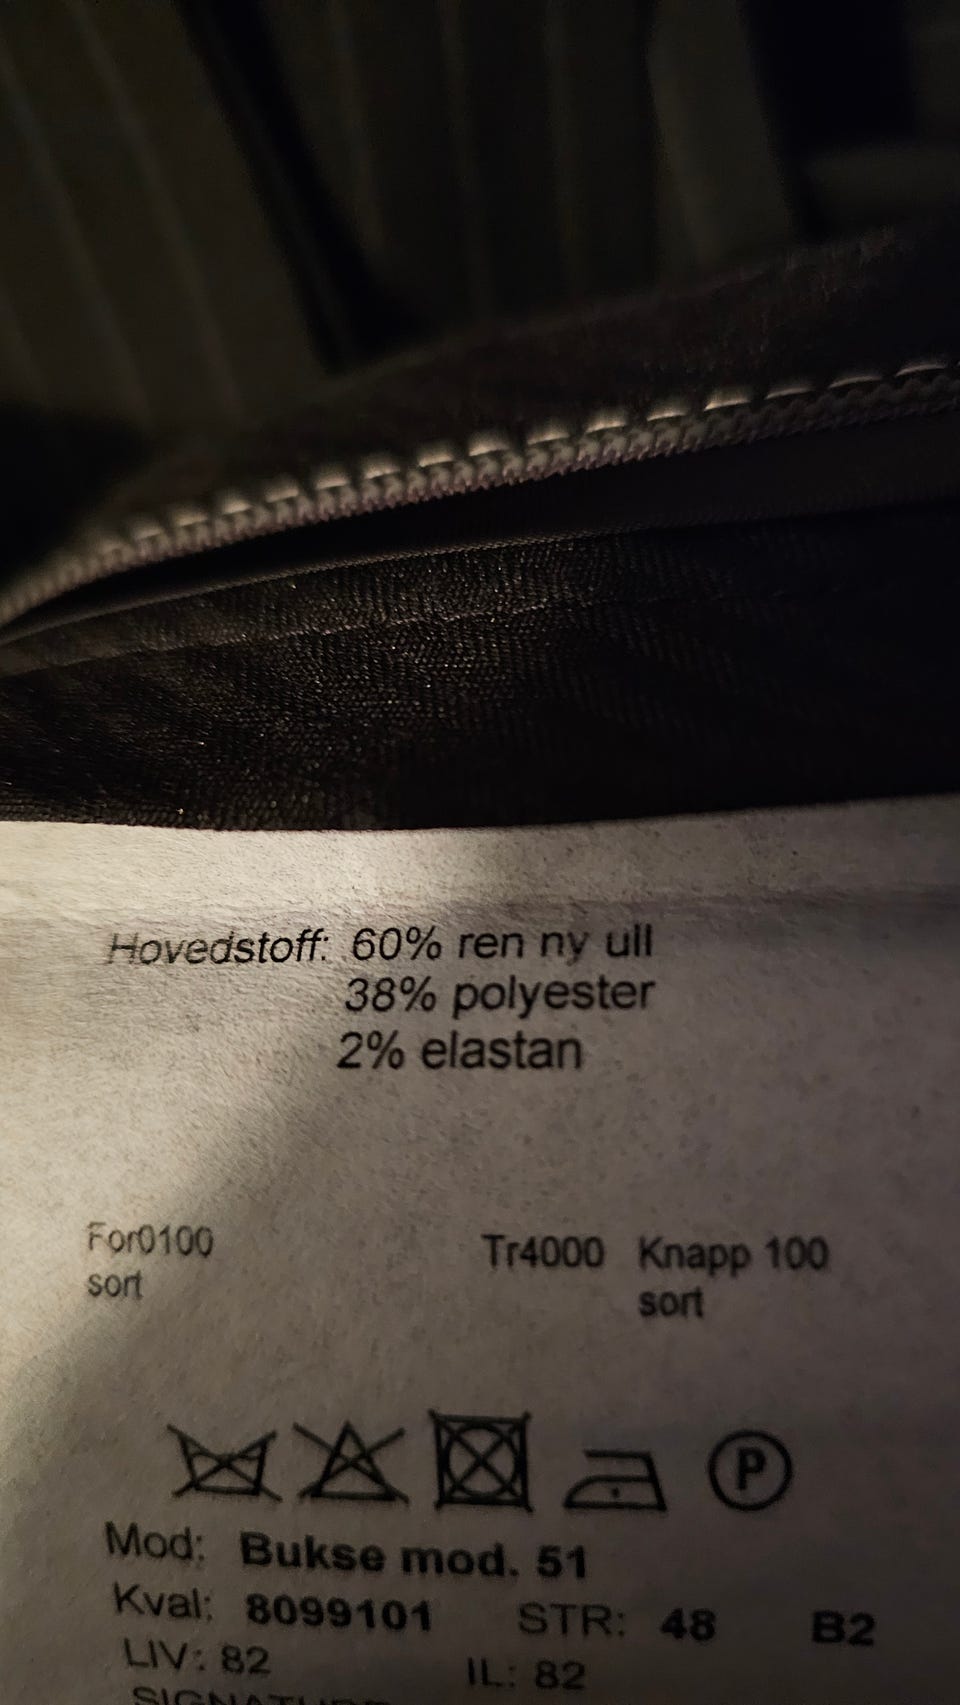 Hovedstoff: 60% ren ny ull
38% polyester
2% elastan
For0100 Tr4000 Knapp 100
sort sort
P
Mod: Bukse mod. 51
Kval: 8099101 STR: 48 B2
LIV: 82 IL: 82